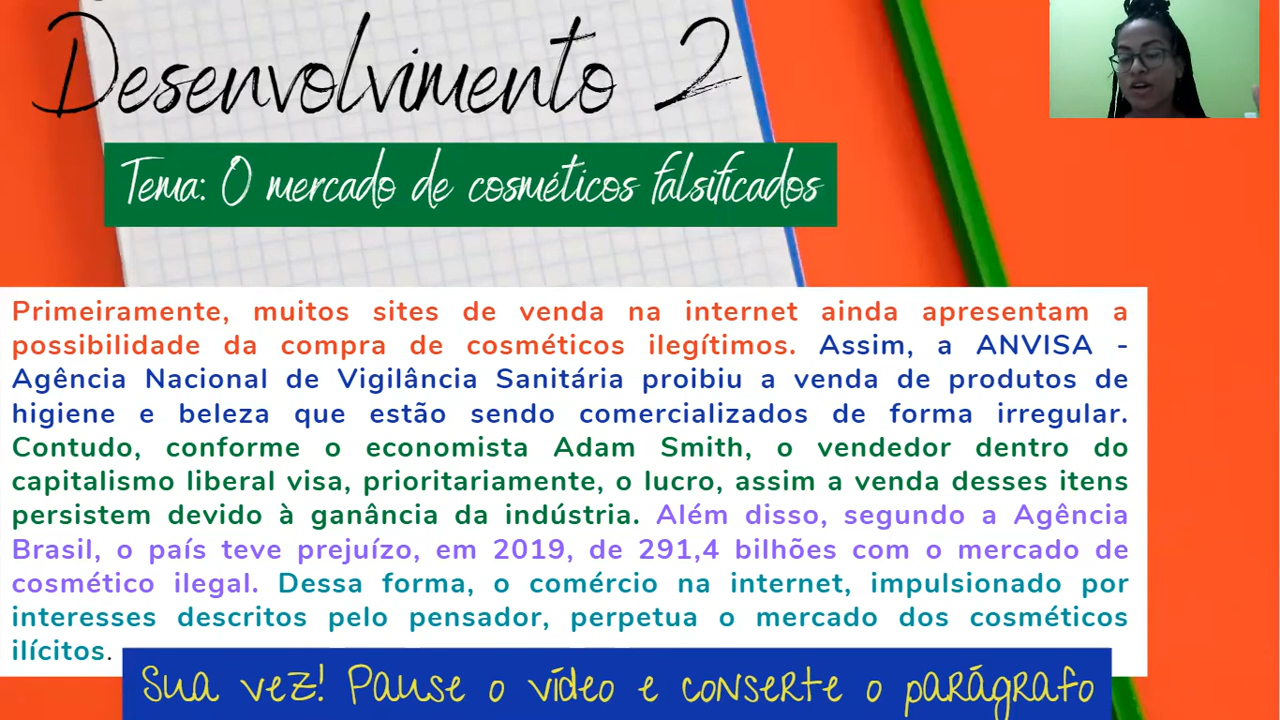 Desenvolvimento 2
Tema: O mercado de cosméticos falsificados
Primeiramente, muitos sites de venda na internet ainda apresentam a
possibilidade da compra de cosméticos ilegítimos. Assim, a ANVISA -
Agência Nacional de Vigilância Sanitária proibiu a venda de produtos de
higiene e beleza que estão sendo comercializados de forma irregular.
Contudo, conforme o economista Adam Smith, o vendedor dentro do
capitalismo liberal visa, prioritariamente, o lucro, assim a venda desses itens
persistem devido à ganância da indústria. Além disso, segundo a Agência
Brasil, o país teve prejuízo, em 2019, de 291,4 bilhões com o mercado de
cosmético ilegal. Dessa forma, o comércio na internet, impulsionado por
interesses descritos pelo pensador, perpetua o mercado dos cosméticos
ilícitos.
Sua vez! Pause o vídeo e conserte o parágrafo